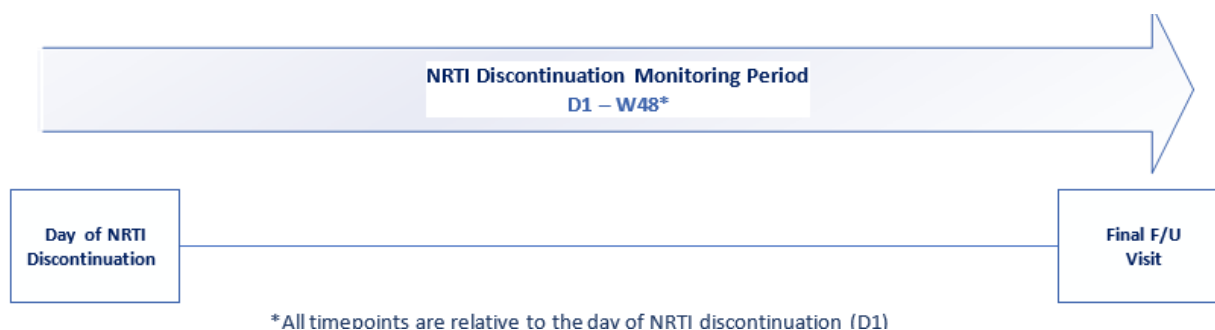 NRTI Discontinuation Monitoring Period
D1 – W48*
Day of NRTI
Discontinuation
Final F/U
Visit
*All timepoints are relative to the day of NRTI discontinuation (D1)